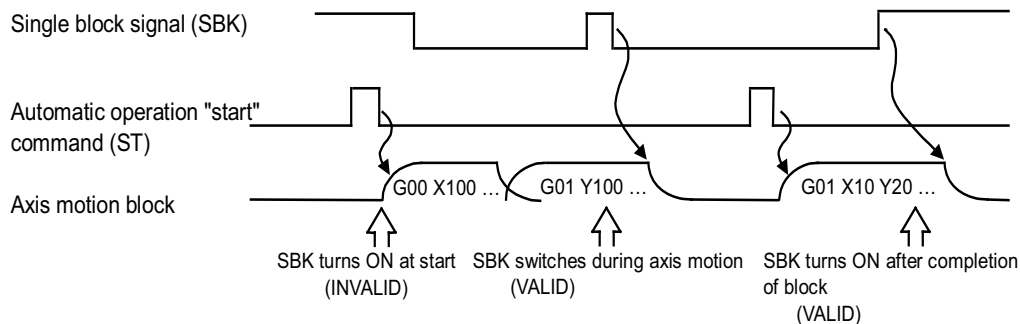 Single block signal (SBK)
Automatic operation "start"
command (ST)
Axis motion block
G00 X100 …
G01 Y100 …
G01 X10 Y20 …
SBK turns ON at start
(INVALID)
SBK switches during axis motion
(VALID)
SBK turns ON after completion
of block
(VALID)